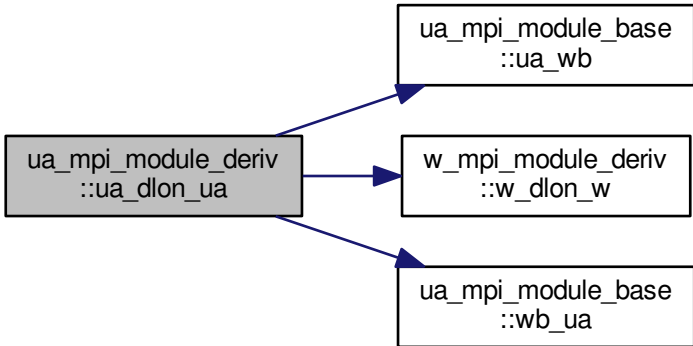 ua_mpi_module_base
::ua_wb
ua_mpi_module_deriv
::ua_dlon_ua
w_mpi_module_deriv
::w_dlon_w
ua_mpi_module_base
::wb_ua